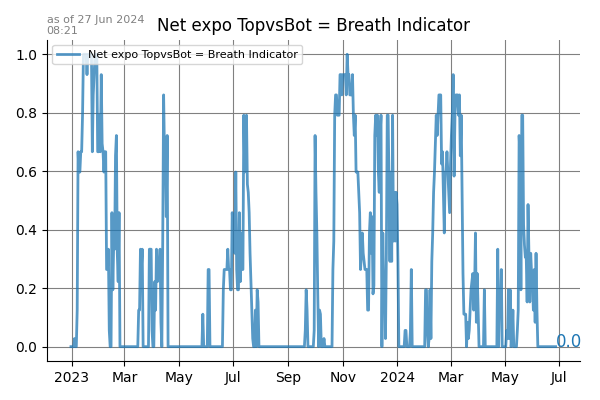 as of 27 Jun 2024
08:21
Net expo TopvsBot = Breath Indicator
Net expo TopvsBot = Breath Indicator
1.0
0.8
0.6
0.4
0.2
0.0
0.0
2023 Mar May Jul Sep Nov 2024 Mar May Jul